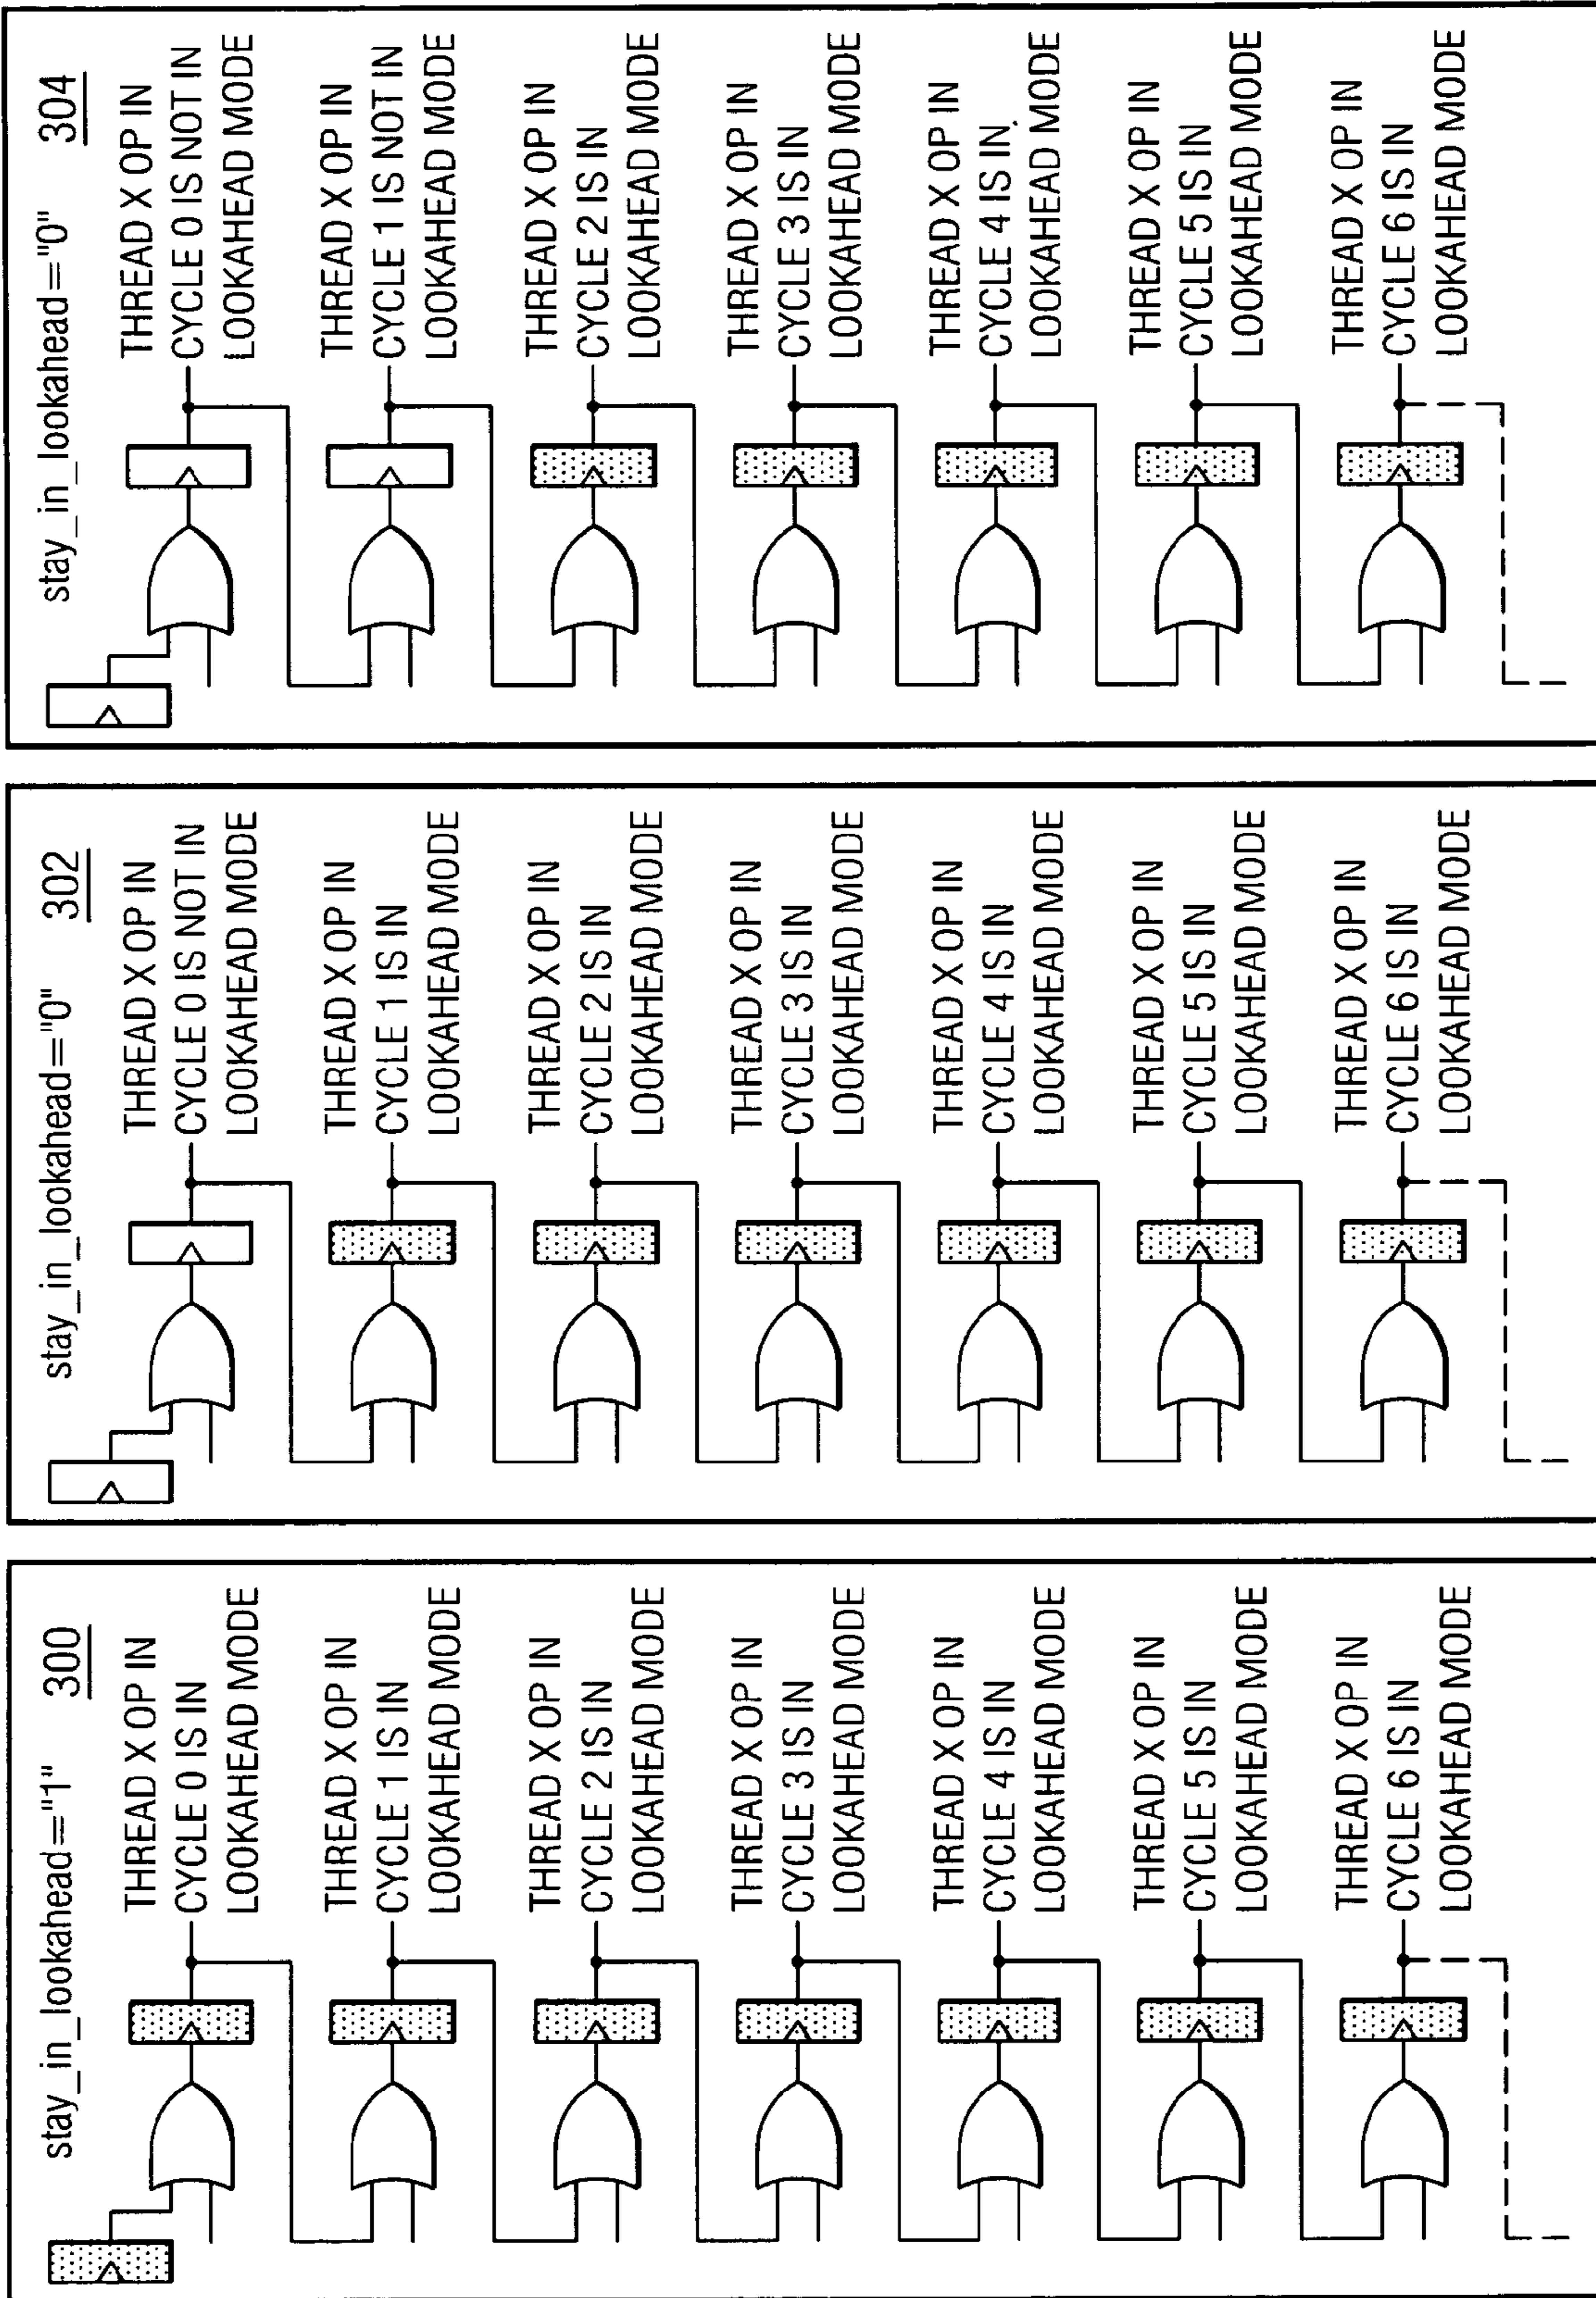 stay_in_lookahead="1"
300
THREAD X OP IN
CYCLE 0 IS IN
LOOKAHEAD MODE
THREAD X OP IN
CYCLE 1 IS IN
LOOKAHEAD MODE
THREAD X OP IN
CYCLE 2 IS IN
LOOKAHEAD MODE
THREAD X OP IN
CYCLE 3 IS IN
LOOKAHEAD MODE
THREAD X OP IN
CYCLE 4 IS IN
LOOKAHEAD MODE
THREAD X OP IN
CYCLE 5 IS IN
LOOKAHEAD MODE
THREAD X OP IN
CYCLE 6 IS IN
LOOKAHEAD MODE
stay_in_lookahead="0"
302
THREAD X OP IN
CYCLE 0 IS NOT IN
LOOKAHEAD MODE
THREAD X OP IN
CYCLE 1 IS IN
LOOKAHEAD MODE
THREAD X OP IN
CYCLE 2 IS IN
LOOKAHEAD MODE
THREAD X OP IN
CYCLE 3 IS IN
LOOKAHEAD MODE
THREAD X OP IN
CYCLE 4 IS IN
LOOKAHEAD MODE
THREAD X OP IN
CYCLE 5 IS IN
LOOKAHEAD MODE
THREAD X OP IN
CYCLE 6 IS IN
LOOKAHEAD MODE
stay_in_lookahead="0"
304
THREAD X OP IN
CYCLE 0 IS NOT IN
LOOKAHEAD MODE
THREAD X OP IN
CYCLE 1 IS NOT IN
LOOKAHEAD MODE
THREAD X OP IN
CYCLE 2 IS IN
LOOKAHEAD MODE
THREAD X OP IN
CYCLE 3 IS IN
LOOKAHEAD MODE
THREAD X OP IN
CYCLE 4 IS IN
LOOKAHEAD MODE
THREAD X OP IN
CYCLE 5 IS IN
LOOKAHEAD MODE
THREAD X OP IN
CYCLE 6 IS IN
LOOKAHEAD MODE